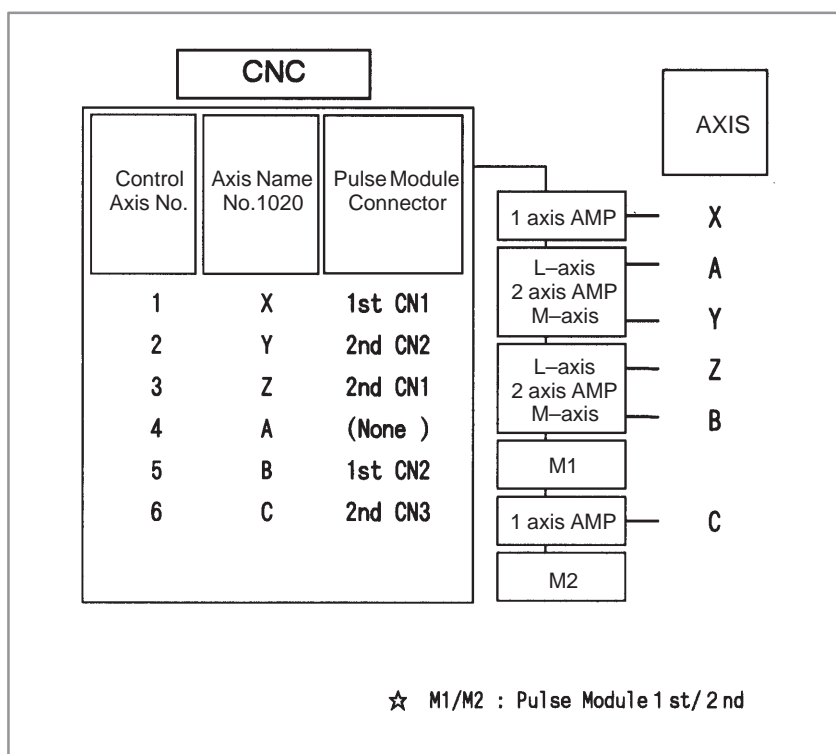 CNC
AXIS
Control
Axis No.
Axis Name
No.1020
Pulse Module
Connector
1 X 1st CN1
2 Y 2nd CN2
3 Z 2nd CN1
4 A (None )
5 B 1st CN2
6 C 2nd CN3
1 axis AMP X
L–axis A
2 axis AMP
M–axis Y
L–axis Z
2 axis AMP
M–axis B
M1
1 axis AMP C
M2
☆ M1/M2 : Pulse Module 1 st/ 2 nd